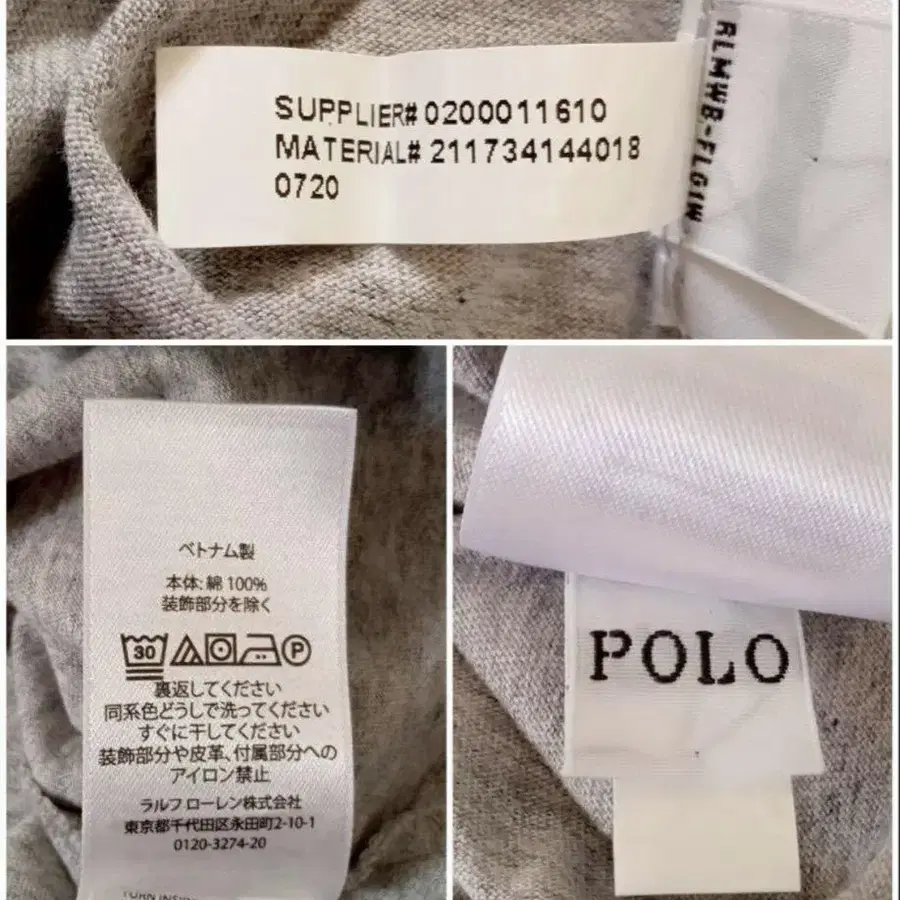 SUPPLIER# 0200011610
MATERIAL# 211734144018
0720
RLMWB-FLG1W
ベトナム製
本体: 綿 100%
装飾部分を除く
30
P
裏返してください
同系色どうしで洗ってください
すぐに干してください
装飾部分や皮革、付属部分への
アイロン禁止
ラルフ ローレン株式会社
東京都千代田区永田町2-10-1
0120-3274-20
POLO